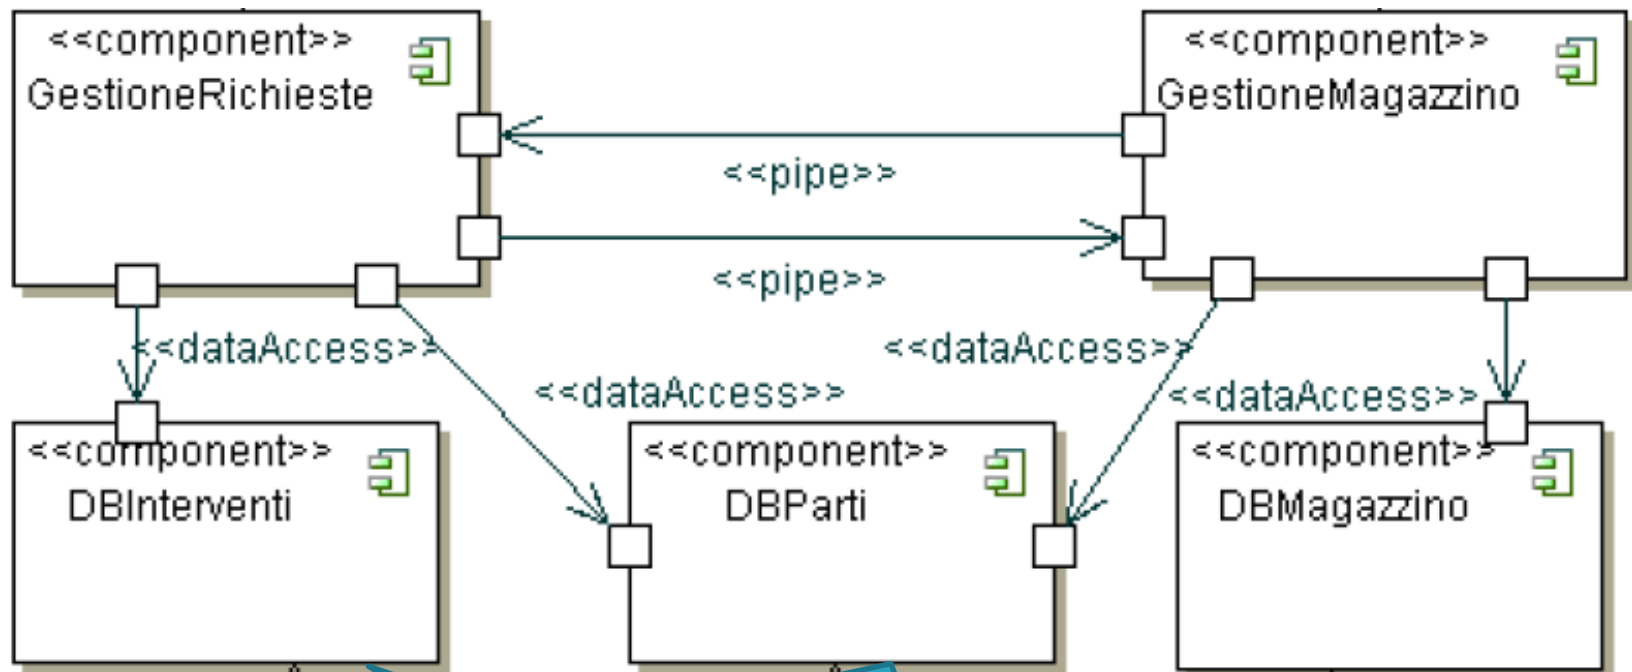 <<component>>
GestioneRichieste
<<component>>
GestioneMagazzino
<<pipe>>
<<pipe>>
<<dataAccess>>
<<dataAccess>>
<<dataAccess>>
<<dataAccess>>
<<component>>
DBInterventi
<<component>>
DBParti
<<component>>
DBMagazzino